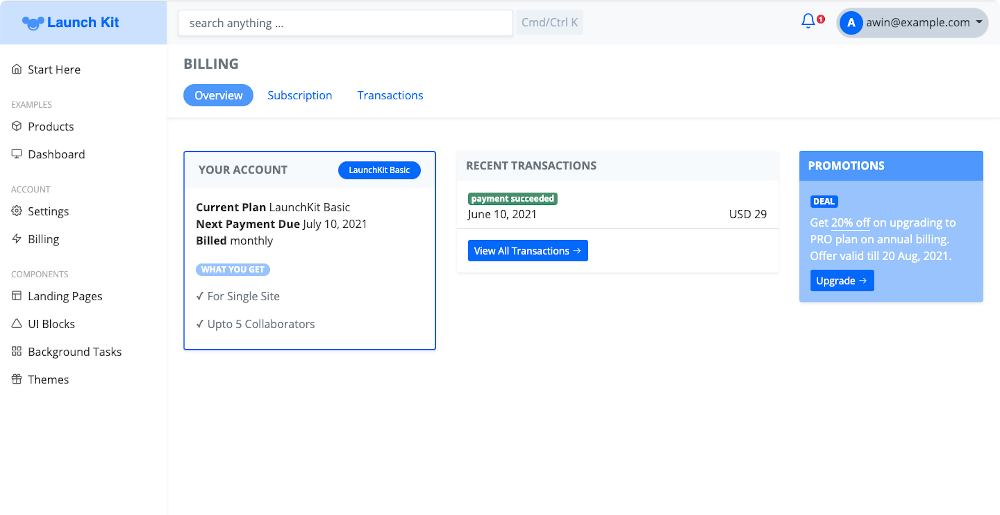 Launch Kit
search anything ...
Cmd/Ctrl K
1
A
awin@example.com
Start Here
EXAMPLES
Products
Dashboard
ACCOUNT
Settings
Billing
COMPONENTS
Landing Pages
UI Blocks
Background Tasks
Themes
BILLING
Overview Subscription Transactions
YOUR ACCOUNT LaunchKit Basic
Current Plan LaunchKit Basic
Next Payment Due July 10, 2021
Billed monthly
WHAT YOU GET
✓ For Single Site
✓ Upto 5 Collaborators
RECENT TRANSACTIONS
payment succeeded
June 10, 2021 USD 29
View All Transactions →
PROMOTIONS
DEAL
Get 20% off on upgrading to
PRO plan on annual billing.
Offer valid till 20 Aug, 2021.
Upgrade →